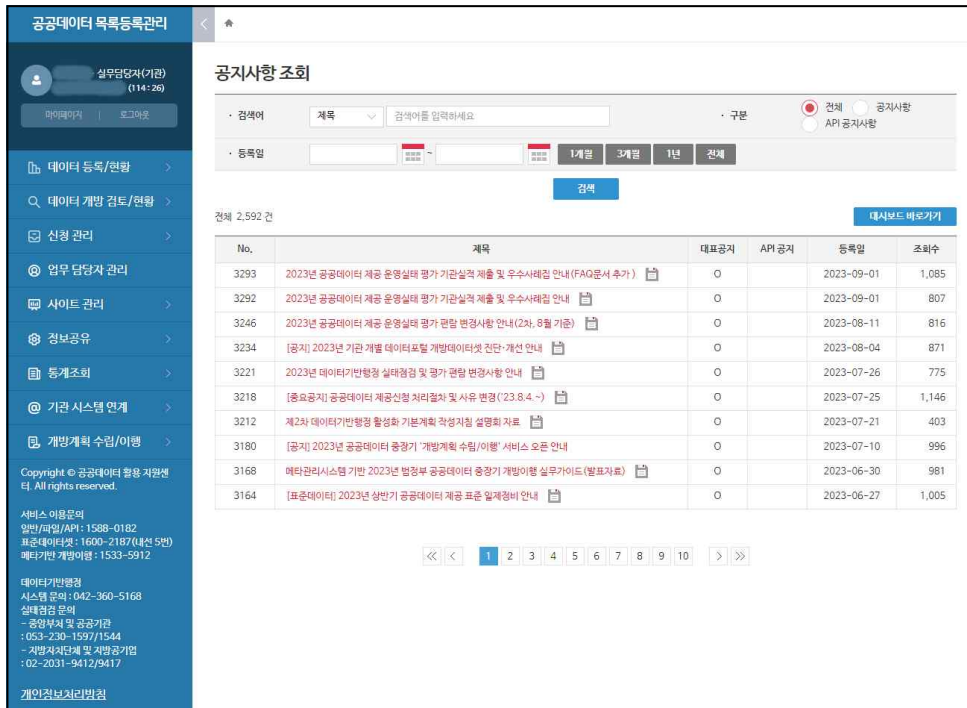 공공데이터 목록등록관리
실무담당자(기관)
(114:26)
마이페이지 | 로그아웃
데이터 등록/현황
데이터 개방 검토/현황
신청 관리
업무 담당자 관리
사이트 관리
정보공유
통계조회
기관 시스템 연계
개방계획 수립/이행
Copyright © 공공데이터 활용 지원센
터. All rights reserved.
서비스 이용문의
일반/파일/API : 1588-0182
표준데이터셋 : 1600-2187(내선 5번)
메타기반 개방이행 : 1533-5912
데이터기반행정
시스템 문의 : 042-360-5168
실태점검 문의
- 중앙부처 및 공공기관
: 053-230-1597/1544
- 지방자치단체 및 지방공기업
: 02-2031-9412/9417
개인정보처리방침
공지사항 조회
· 검색어 제목 검색어를 입력하세요 · 구분 전체 공지사항
API 공지사항
· 등록일 ~ 1개월 3개월 1년 전체
검색
전체 2,592 건 대시보드 바로가기
No. 제목 대표공지 API 공지 등록일 조회수
3293 2023년 공공데이터 제공 운영실태 평가 기관실적 제출 및 우수사례집 안내(FAQ문서 추가) O 2023-09-01 1,085
3292 2023년 공공데이터 제공 운영실태 평가 기관실적 제출 및 우수사례집 안내 O 2023-09-01 807
3246 2023년 공공데이터 제공 운영실태 평가 편람 변경사항 안내(2차, 8월 기준) O 2023-08-11 816
3234 [공지] 2023년 기관 개별 데이터포털 개방데이터셋 진단·개선 안내 O 2023-08-04 871
3221 2023년 데이터기반행정 실태점검 및 평가 편람 변경사항 안내 O 2023-07-26 775
3218 [중요공지] 공공데이터 제공신청 처리절차 및 사유 변경('23.8.4.~) O 2023-07-25 1,146
3212 제2차 데이터기반행정 활성화 기본계획 작성지침 설명회 자료 O 2023-07-21 403
3180 [공지] 2023년 공공데이터 중장기 '개방계획 수립/이행' 서비스 오픈 안내 O 2023-07-10 996
3168 메타관리시스템 기반 2023년 범정부 공공데이터 중장기 개방이행 실무가이드(발표자료) O 2023-06-30 981
3164 [표준데이터] 2023년 상반기 공공데이터 제공 표준 일제정비 안내 O 2023-06-27 1,005
1 2 3 4 5 6 7 8 9 10